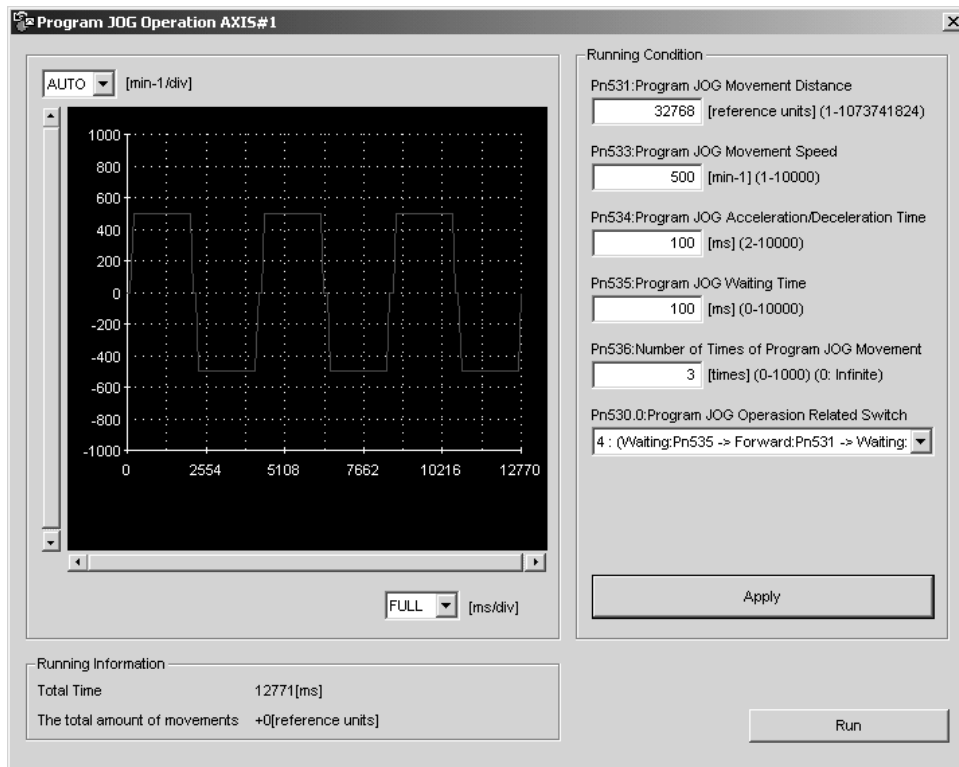 Program JOG Operation AXIS#1
AUTO [min-1/div]
1000
800
600
400
200
0
-200
-400
-600
-800
-1000
0 2554 5108 7662 10216 12770
FULL [ms/div]
Running Condition
Pn531:Program JOG Movement Distance
32768 [reference units] (1-1073741824)
Pn533:Program JOG Movement Speed
500 [min-1] (1-10000)
Pn534:Program JOG Acceleration/Deceleration Time
100 [ms] (2-10000)
Pn535:Program JOG Waiting Time
100 [ms] (0-10000)
Pn536:Number of Times of Program JOG Movement
3 [times] (0-1000) (0: Infinite)
Pn530.0:Program JOG Operasion Related Switch
4 : (Waiting:Pn535 -> Forward:Pn531 -> Waiting:
Apply
Running Information
Total Time 12771[ms]
The total amount of movements +0[reference units]
Run